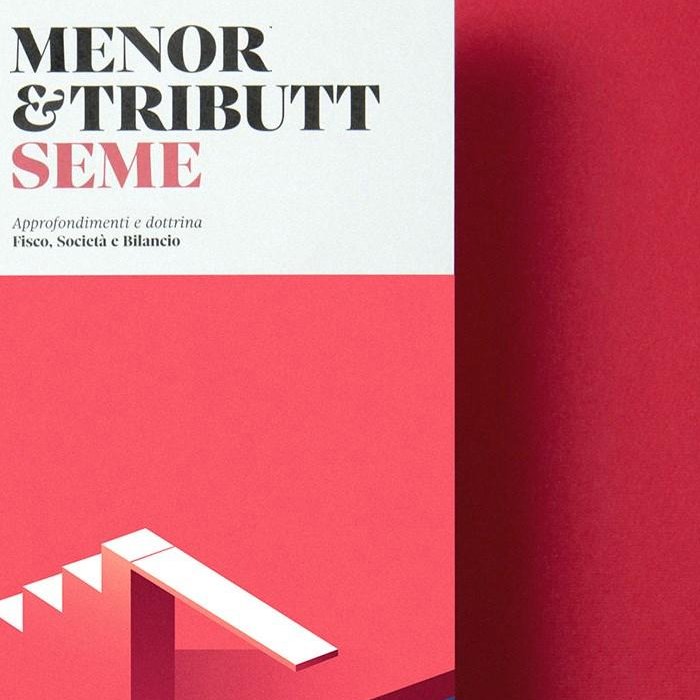 MENOR
&TRIBUTT
SEME
Approfondimenti e dottrina
Fisco, Società e Bilancio